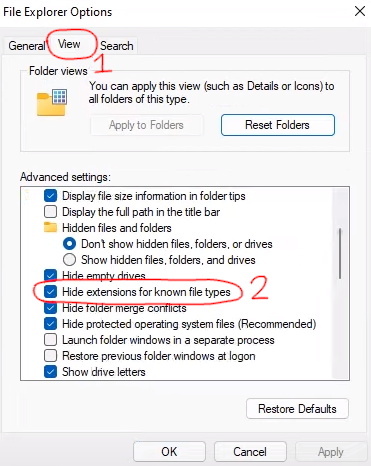 File Explorer Options
General View Search
1
Folder views
You can apply this view (such as Details or Icons) to
all folders of this type.
Apply to Folders Reset Folders
Advanced settings:
Display file size information in folder tips
Display the full path in the title bar
Hidden files and folders
Don't show hidden files, folders, or drives
Show hidden files, folders, and drives
Hide empty drives
Hide extensions for known file types 2
Hide folder merge conflicts
Hide protected operating system files (Recommended)
Launch folder windows in a separate process
Restore previous folder windows at logon
Show drive letters
Restore Defaults
OK Cancel Apply